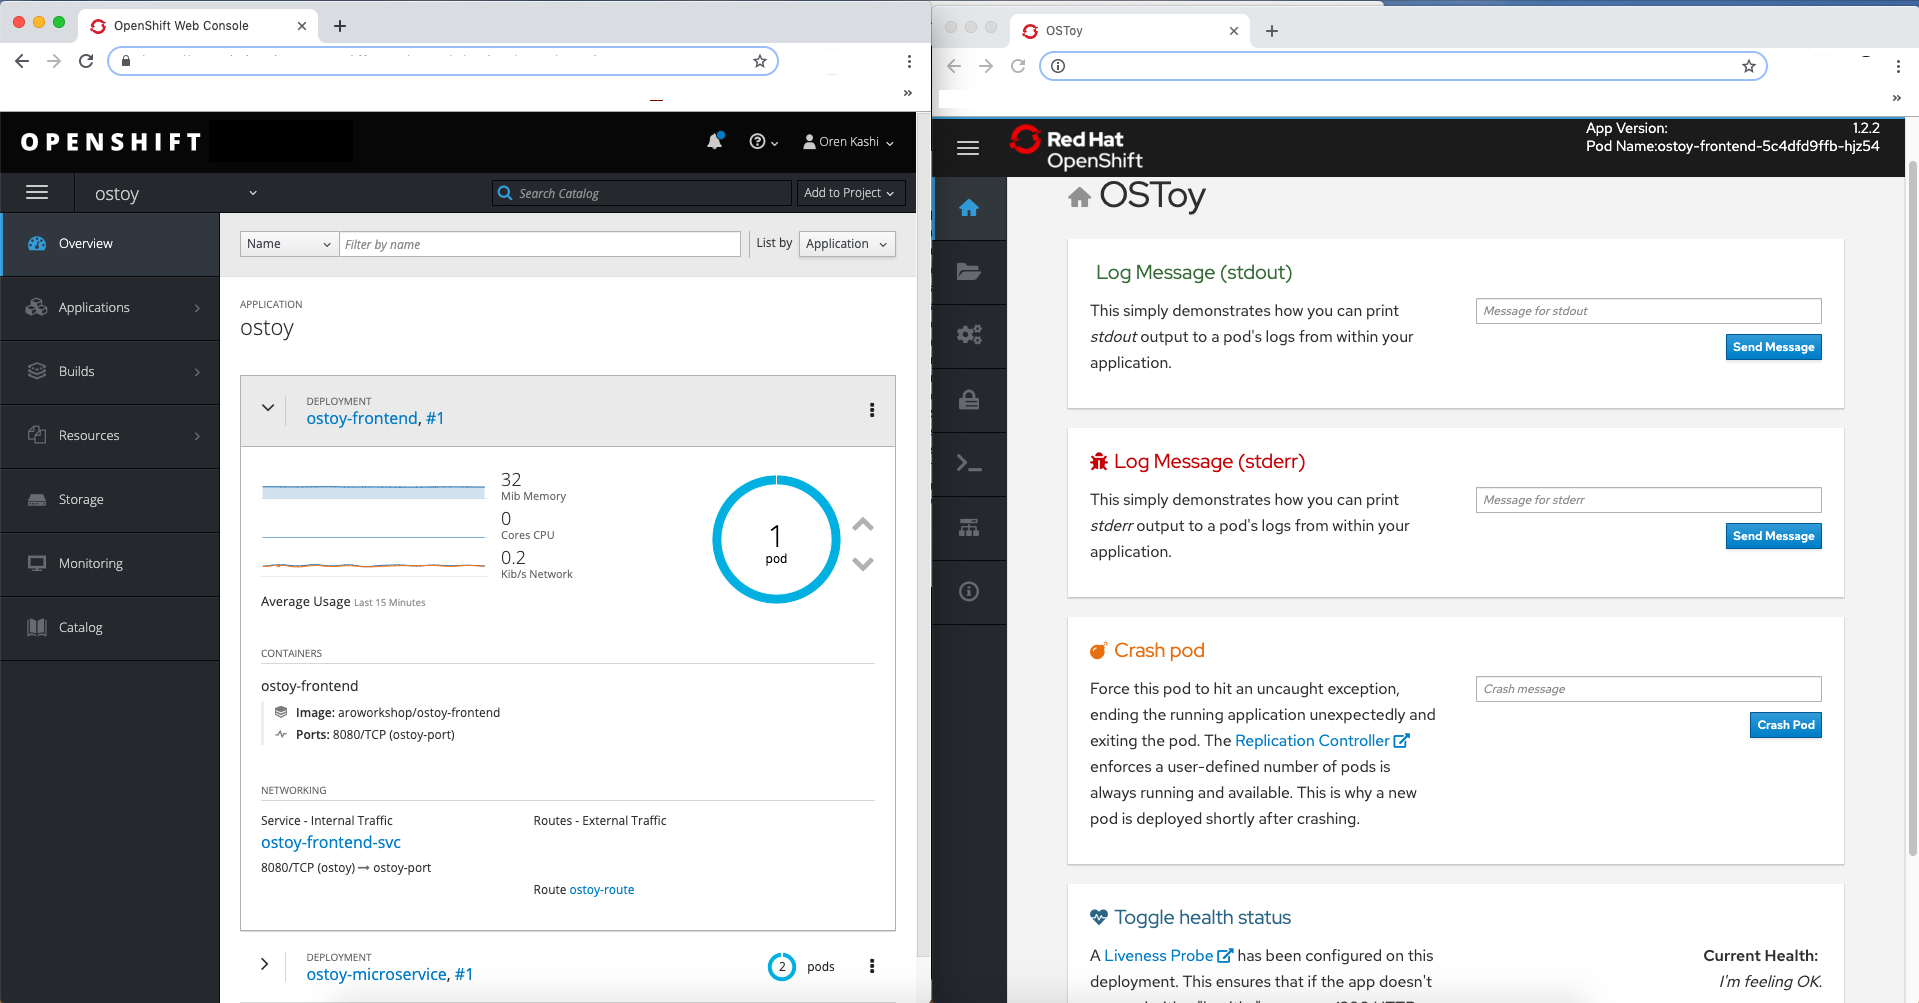 OpenShift Web Console
OPENSHIFT
Oren Kashi
ostoy
Search Catalog
Add to Project
Overview
Applications
Builds
Resources
Storage
Monitoring
Catalog
Name
Filter by name
List by
Application
APPLICATION
ostoy
DEPLOYMENT
ostoy-frontend, #1
32
Mib Memory
0
Cores CPU
0.2
Kib/s Network
Average Usage Last 15 Minutes
1
pod
CONTAINERS
ostoy-frontend
Image: aroworkshop/ostoy-frontend
Ports: 8080/TCP (ostoy-port)
NETWORKING
Service - Internal Traffic
ostoy-frontend-svc
8080/TCP (ostoy) → ostoy-port
Routes - External Traffic
Route ostoy-route
DEPLOYMENT
ostoy-microservice, #1
2 pods
OSToy
Red Hat
OpenShift
App Version: 1.2.2
Pod Name:ostoy-frontend-5c4dfd9ffb-hjz54
OSToy
Log Message (stdout)
This simply demonstrates how you can print
stdout output to a pod's logs from within your
application.
Message for stdout
Send Message
Log Message (stderr)
This simply demonstrates how you can print
stderr output to a pod's logs from within your
application.
Message for stderr
Send Message
Crash pod
Force this pod to hit an uncaught exception,
ending the running application unexpectedly and
exiting the pod. The Replication Controller
enforces a user-defined number of pods is
always running and available. This is why a new
pod is deployed shortly after crashing.
Crash message
Crash Pod
Toggle health status
A Liveness Probe has been configured on this
deployment. This ensures that if the app doesn't
Current Health:
I'm feeling OK.